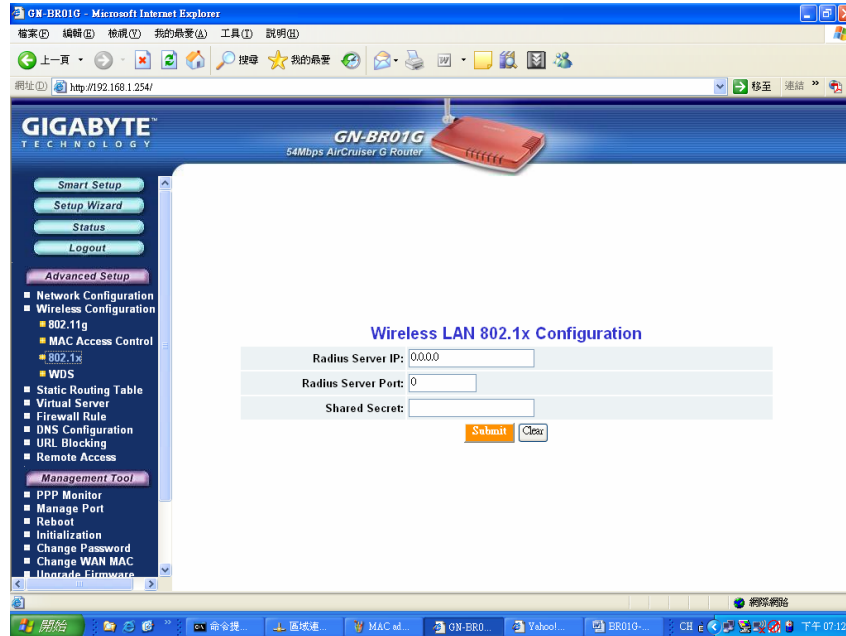 GN-BR01G - Microsoft Internet Explorer
檔案(F) 編輯(E) 檢視(V) 我的最愛(A) 工具(T) 說明(H)
上一頁 搜尋 我的最愛
網址(D) http://192.168.1.254/ 移至 連結 »
GIGABYTE™
TECHNOLOGY
GN-BR01G
54Mbps AirCruiser G Router
Smart Setup
Setup Wizard
Status
Logout
Advanced Setup
Network Configuration
Wireless Configuration
802.11g
MAC Access Control
802.1x
WDS
Static Routing Table
Virtual Server
Firewall Rule
DNS Configuration
URL Blocking
Remote Access
Management Tool
PPP Monitor
Manage Port
Reboot
Initialization
Change Password
Change WAN MAC
Upgrade Firmware
Wireless LAN 802.1x Configuration
Radius Server IP: 0.0.0.0
Radius Server Port: 0
Shared Secret:
Submit Clear
網際網路
開始 » 命令提... 區域連... MAC ad... GN-BR0... Yahoo!... BR01G-... CH 下午 07:12